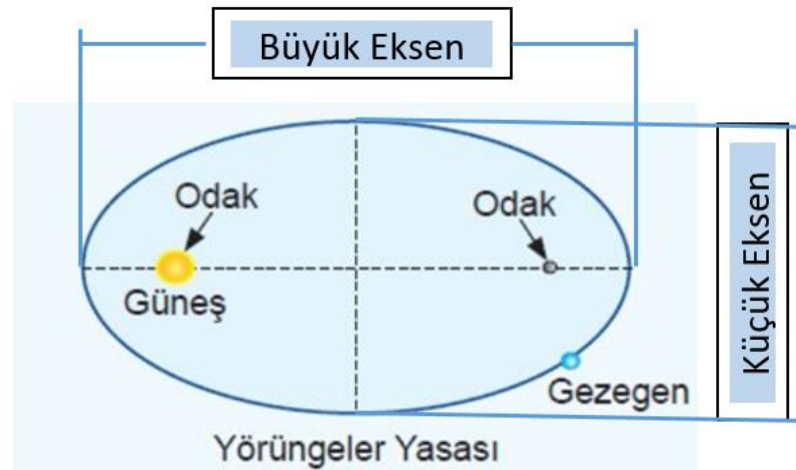 Büyük Eksen
Odak
Odak
Güneş
Gezegen
Küçük Eksen
Yörüngeler Yasası